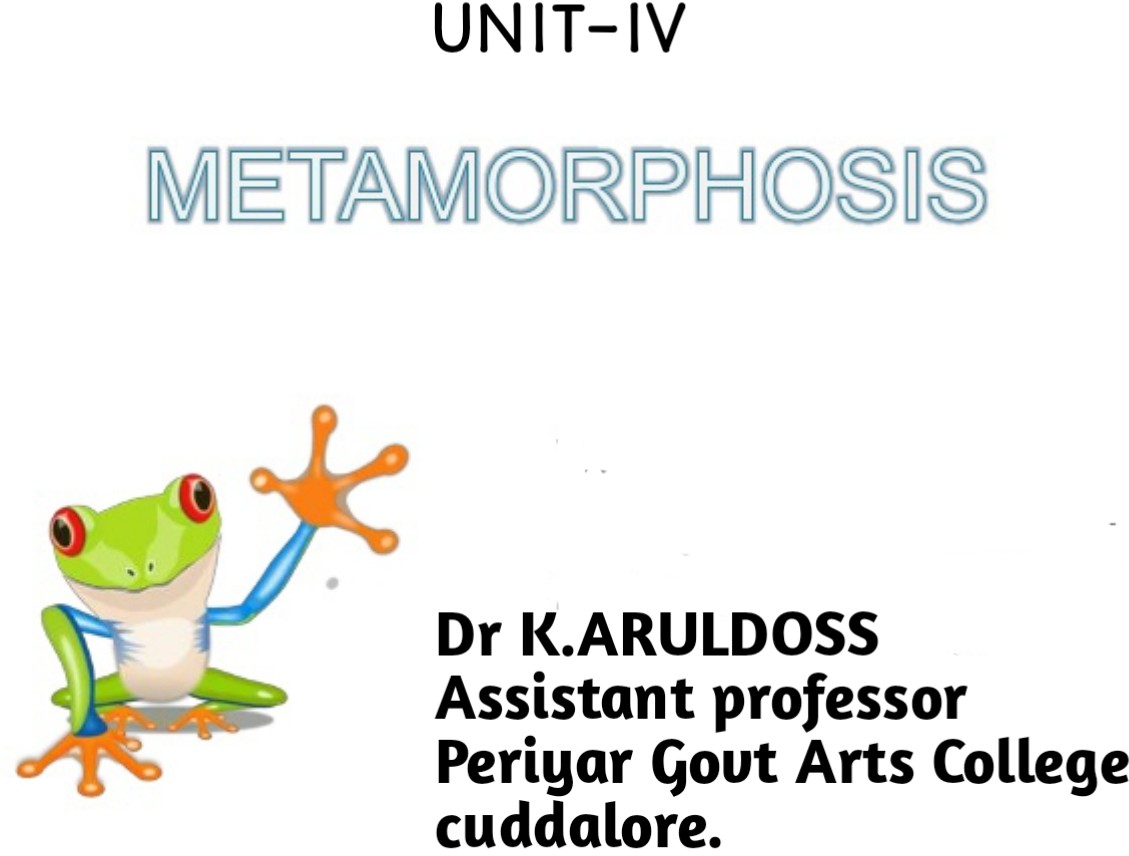 UNIT-IV
METAMORPHOSIS
Dr K.ARULDOSS
Assistant professor
Periyar Govt Arts College
cuddalore.